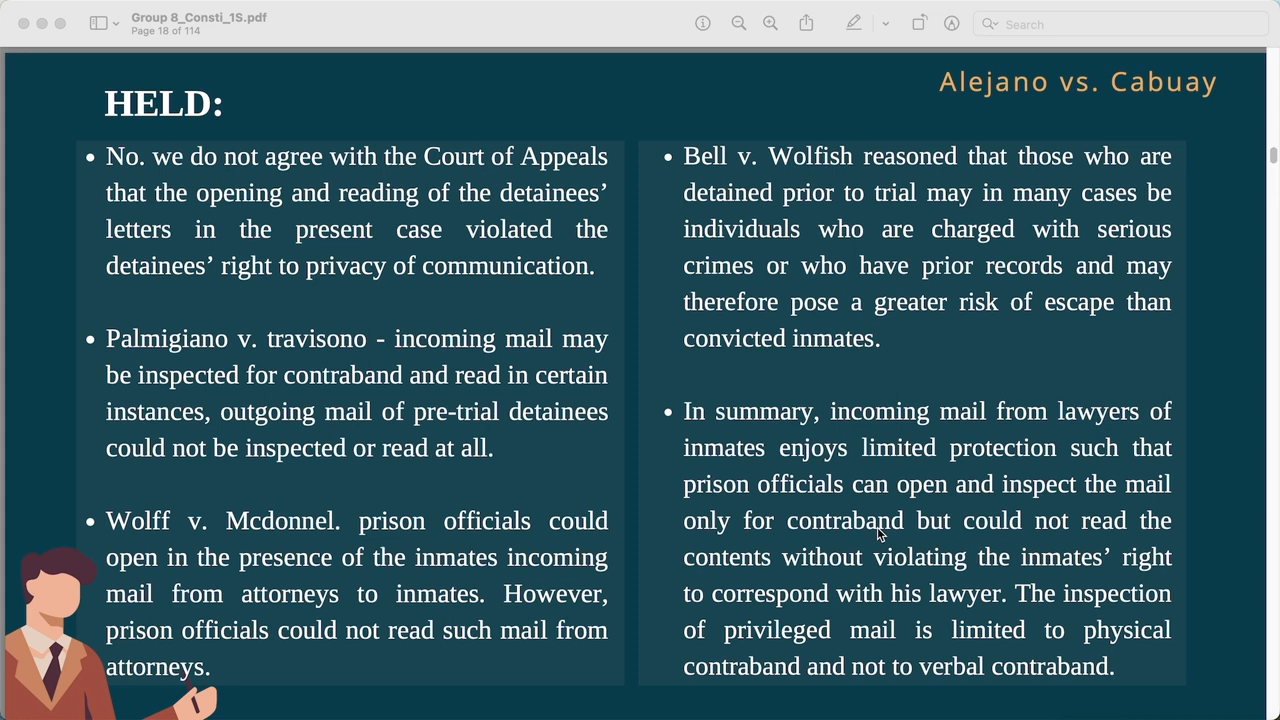 Group 8_Consti_1S.pdf
Page 18 of 114
Search
Alejano vs. Cabuay
HELD:
• No. we do not agree with the Court of Appeals
that the opening and reading of the detainees’
letters in the present case violated the
detainees’ right to privacy of communication.
• Palmigiano v. travisono - incoming mail may
be inspected for contraband and read in certain
instances, outgoing mail of pre-trial detainees
could not be inspected or read at all.
• Wolff v. Mcdonnel. prison officials could
open in the presence of the inmates incoming
mail from attorneys to inmates. However,
prison officials could not read such mail from
attorneys.
• Bell v. Wolfish reasoned that those who are
detained prior to trial may in many cases be
individuals who are charged with serious
crimes or who have prior records and may
therefore pose a greater risk of escape than
convicted inmates.
• In summary, incoming mail from lawyers of
inmates enjoys limited protection such that
prison officials can open and inspect the mail
only for contraband but could not read the
contents without violating the inmates’ right
to correspond with his lawyer. The inspection
of privileged mail is limited to physical
contraband and not to verbal contraband.